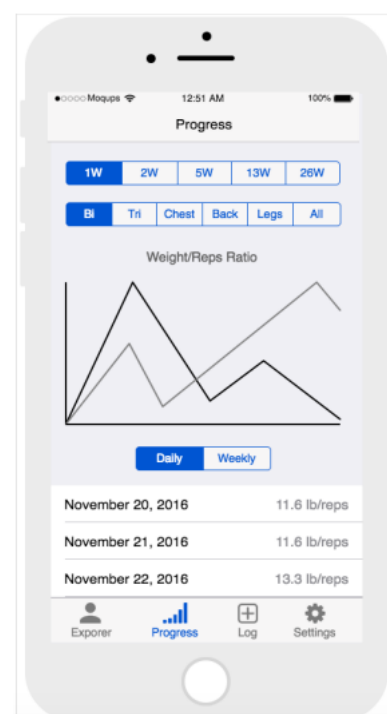 Moqups 12:51 AM 100%
Progress
1W 2W 5W 13W 26W
Bi Tri Chest Back Legs All
Weight/Reps Ratio
Daily Weekly
November 20, 2016 11.6 lb/reps
November 21, 2016 11.6 lb/reps
November 22, 2016 13.3 lb/reps
Exporer Progress Log Settings